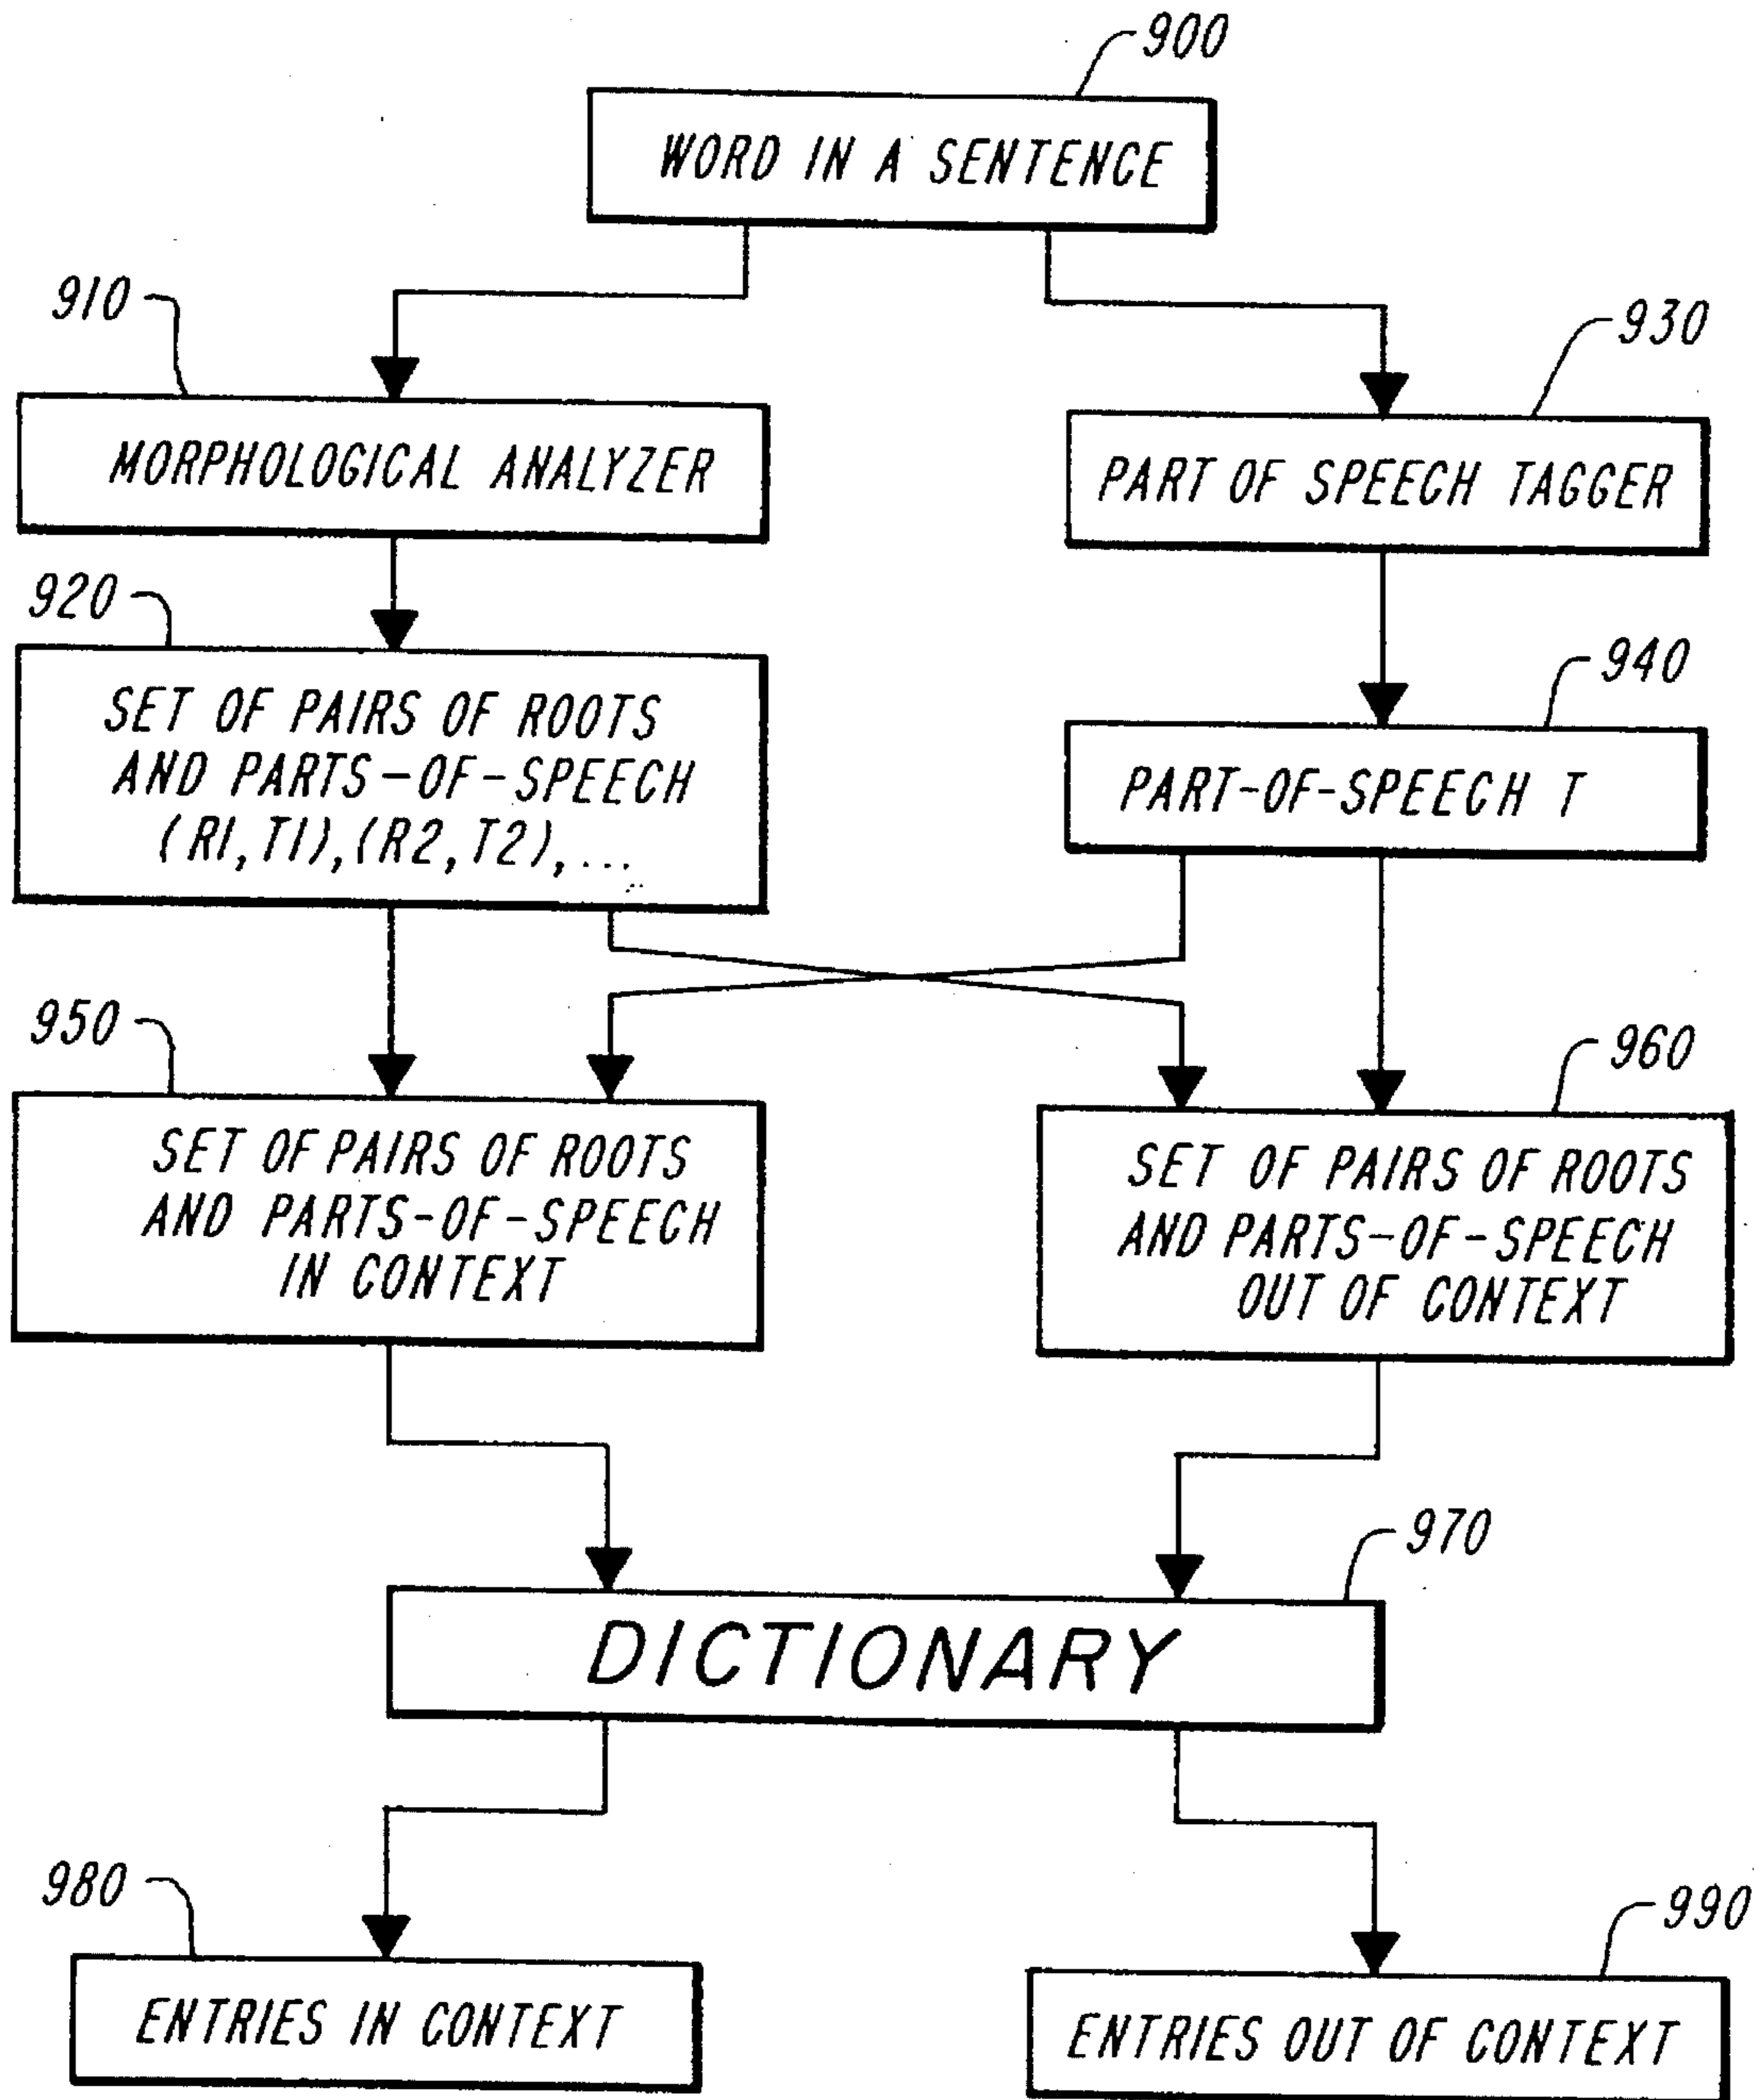 900
WORD IN A SENTENCE
910
930
MORPHOLOGICAL ANALYZER
PART OF SPEECH TAGGER
920
940
SET OF PAIRS OF ROOTS
AND PARTS-OF-SPEECH
(R1,T1),(R2,T2),...
PART-OF-SPEECH T
950
960
SET OF PAIRS OF ROOTS
AND PARTS-OF-SPEECH
IN CONTEXT
SET OF PAIRS OF ROOTS
AND PARTS-OF-SPEECH
OUT OF CONTEXT
970
DICTIONARY
980
990
ENTRIES IN CONTEXT
ENTRIES OUT OF CONTEXT